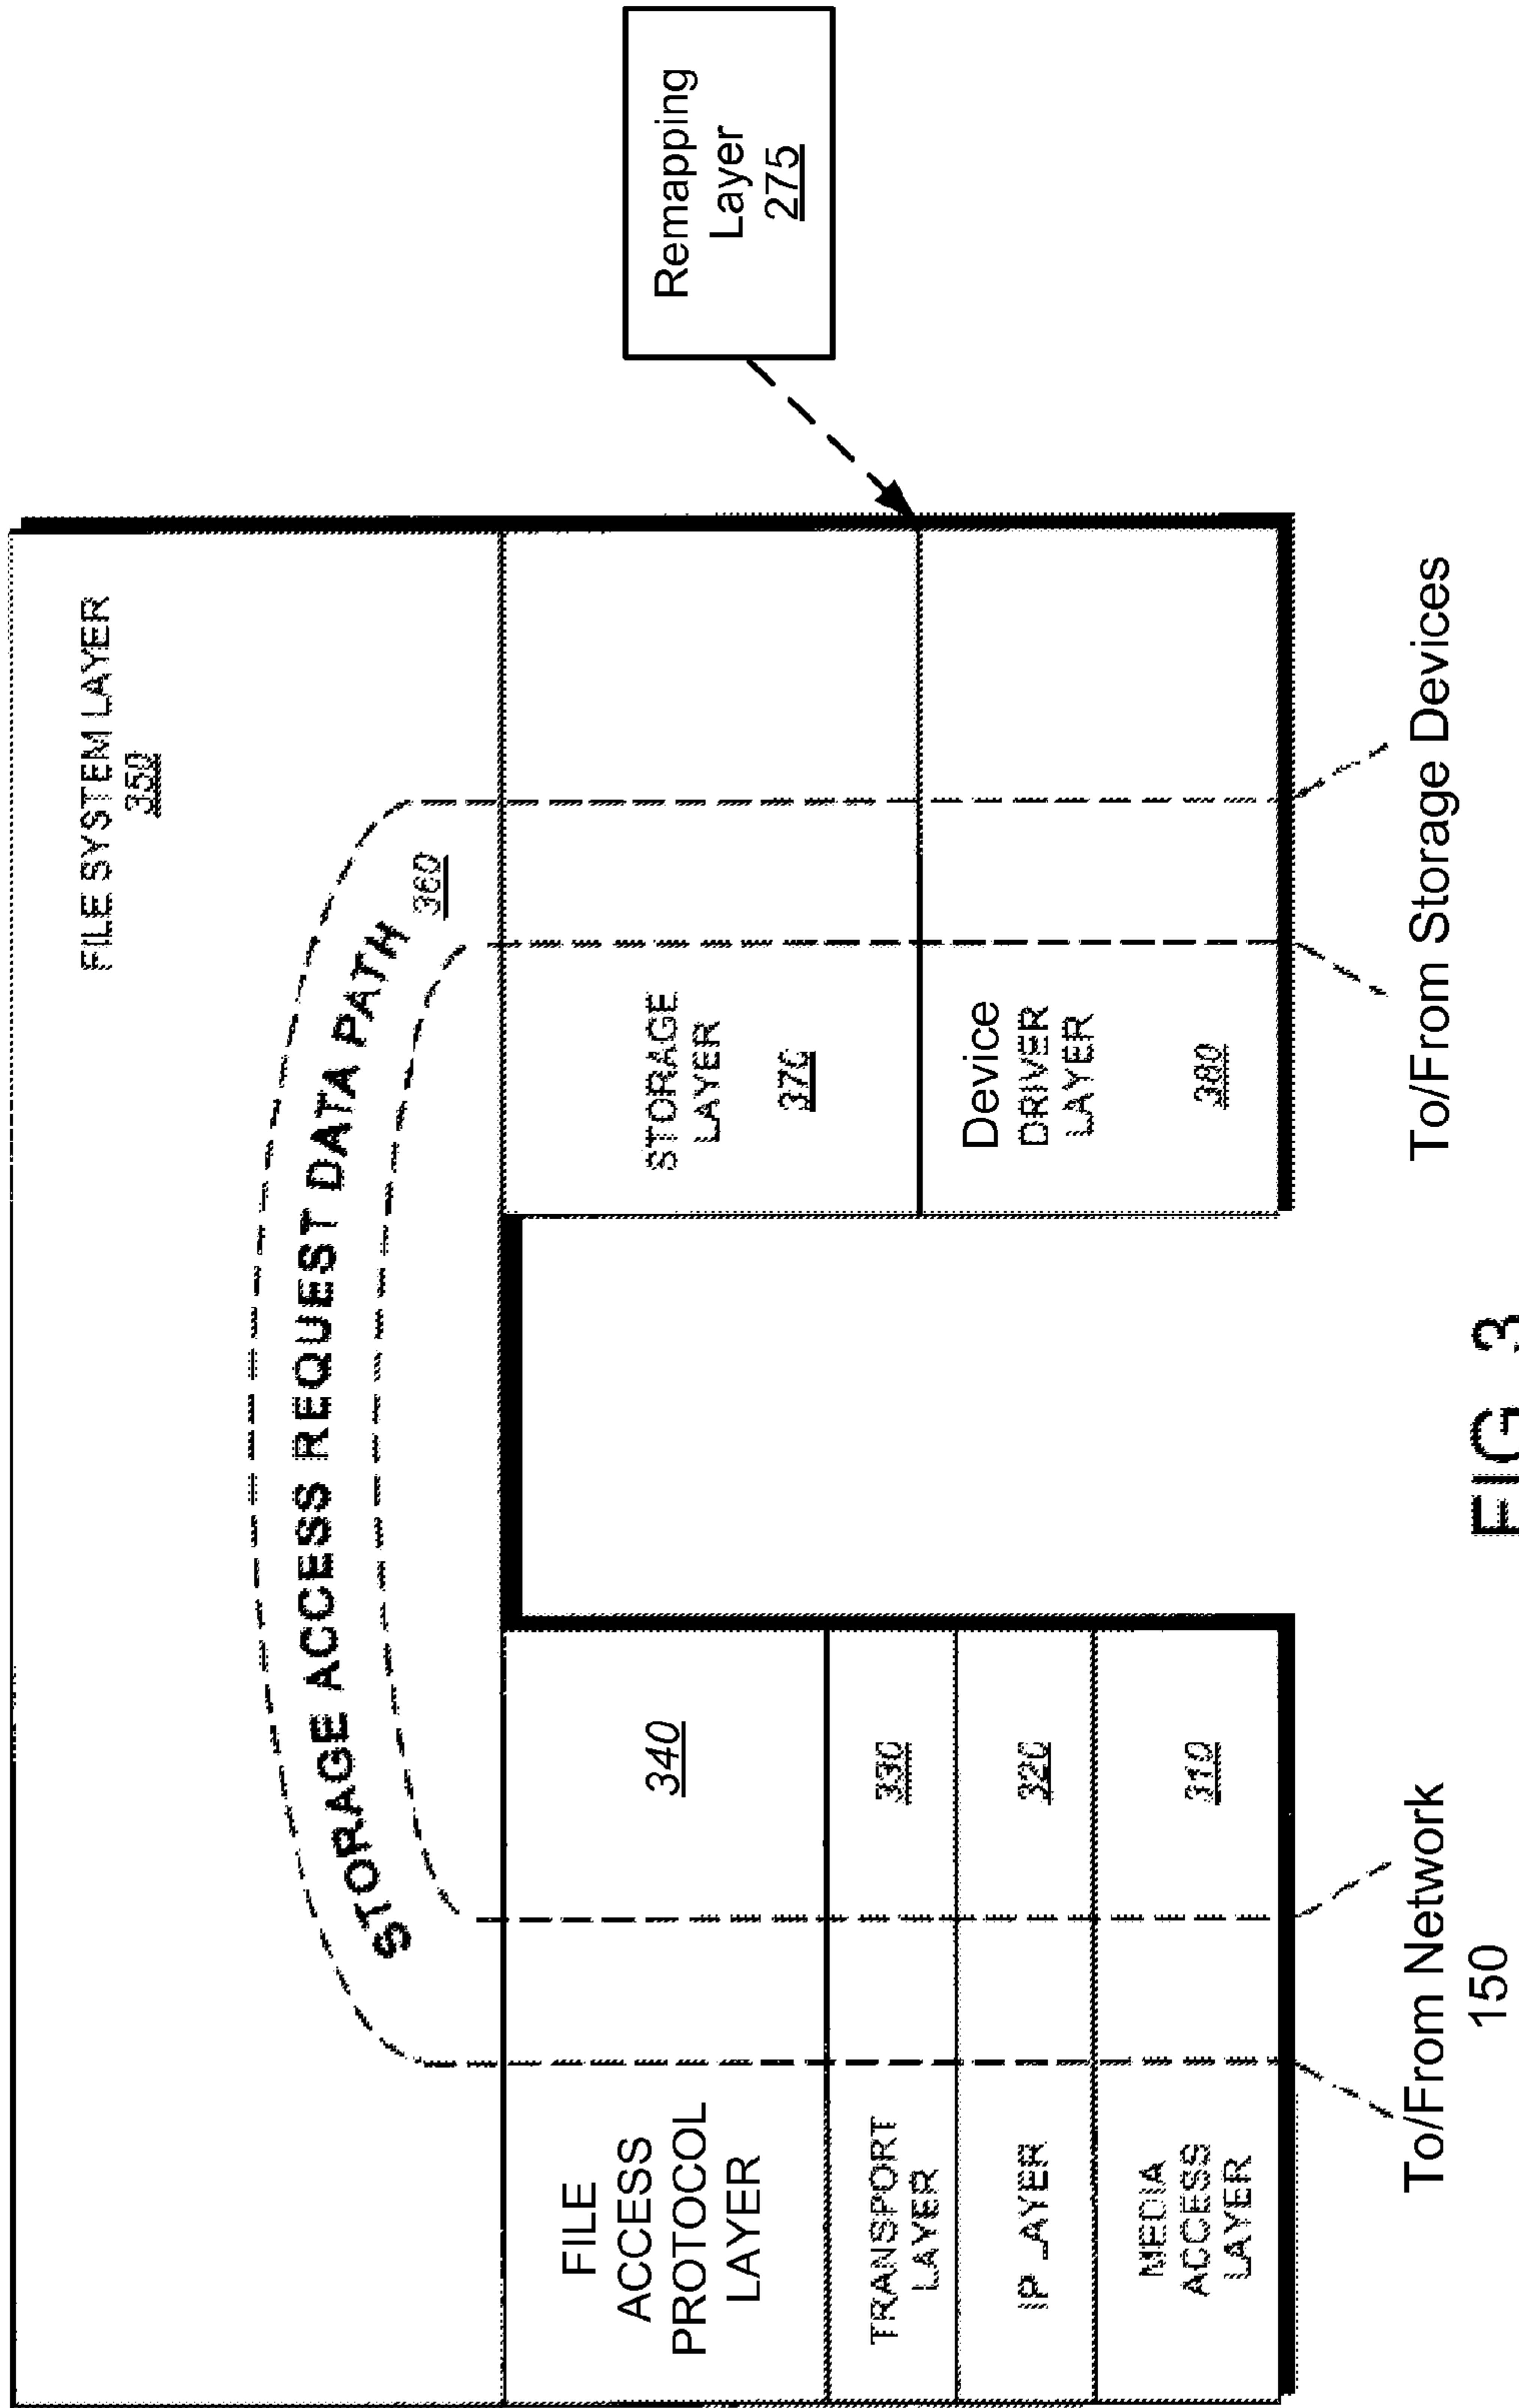 FILE SYSTEM LAYER
350
STORAGE ACCESS REQUEST DATA PATH
360
FILE
ACCESS
PROTOCOL
LAYER
340
TRANSPORT
LAYER
330
IP LAYER
320
MEDIA
ACCESS
LAYER
310
STORAGE
LAYER
370
Device
DRIVER
LAYER
380
Remapping
Layer
275
To/From Network
150
To/From Storage Devices
FIG. 3